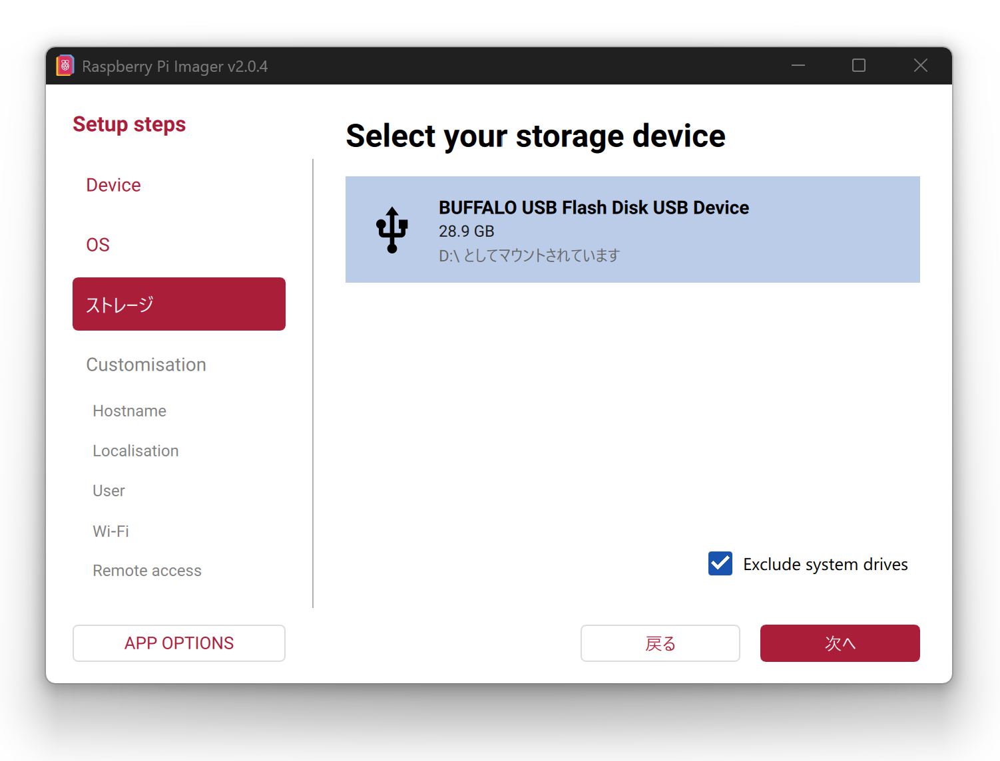 Raspberry Pi Imager v2.0.4
Setup steps
Device
OS
ストレージ
Customisation
Hostname
Localisation
User
Wi-Fi
Remote access
APP OPTIONS
Select your storage device
BUFFALO USB Flash Disk USB Device
28.9 GB
D:\ としてマウントされています
Exclude system drives
戻る
次へ